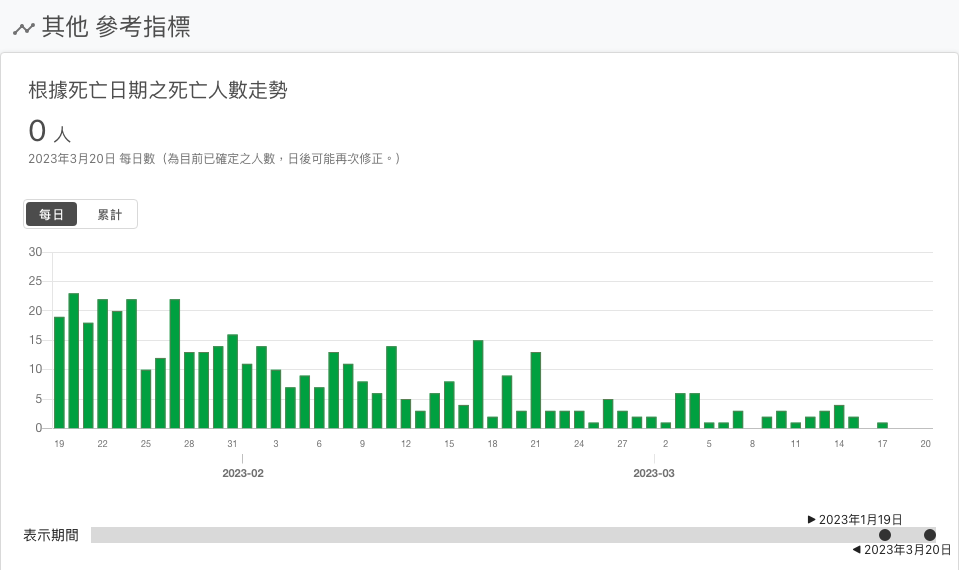 其他 參考指標
根據死亡日期之死亡人數走勢
0 人
2023年3月20日 每日數（為目前已確定之人數，日後可能再次修正。）
每日 累計
30
25
20
15
10
5
0
19 22 25 28 31 3 6 9 12 15 18 21 24 27 2 5 8 11 14 17 20
2023-02 2023-03
▶ 2023年1月19日
表示期間
◀ 2023年3月20日